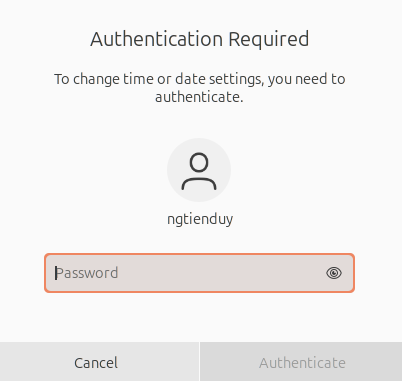 Authentication Required
To change time or date settings, you need to
authenticate.
ngtienduy
Password
Cancel
Authenticate